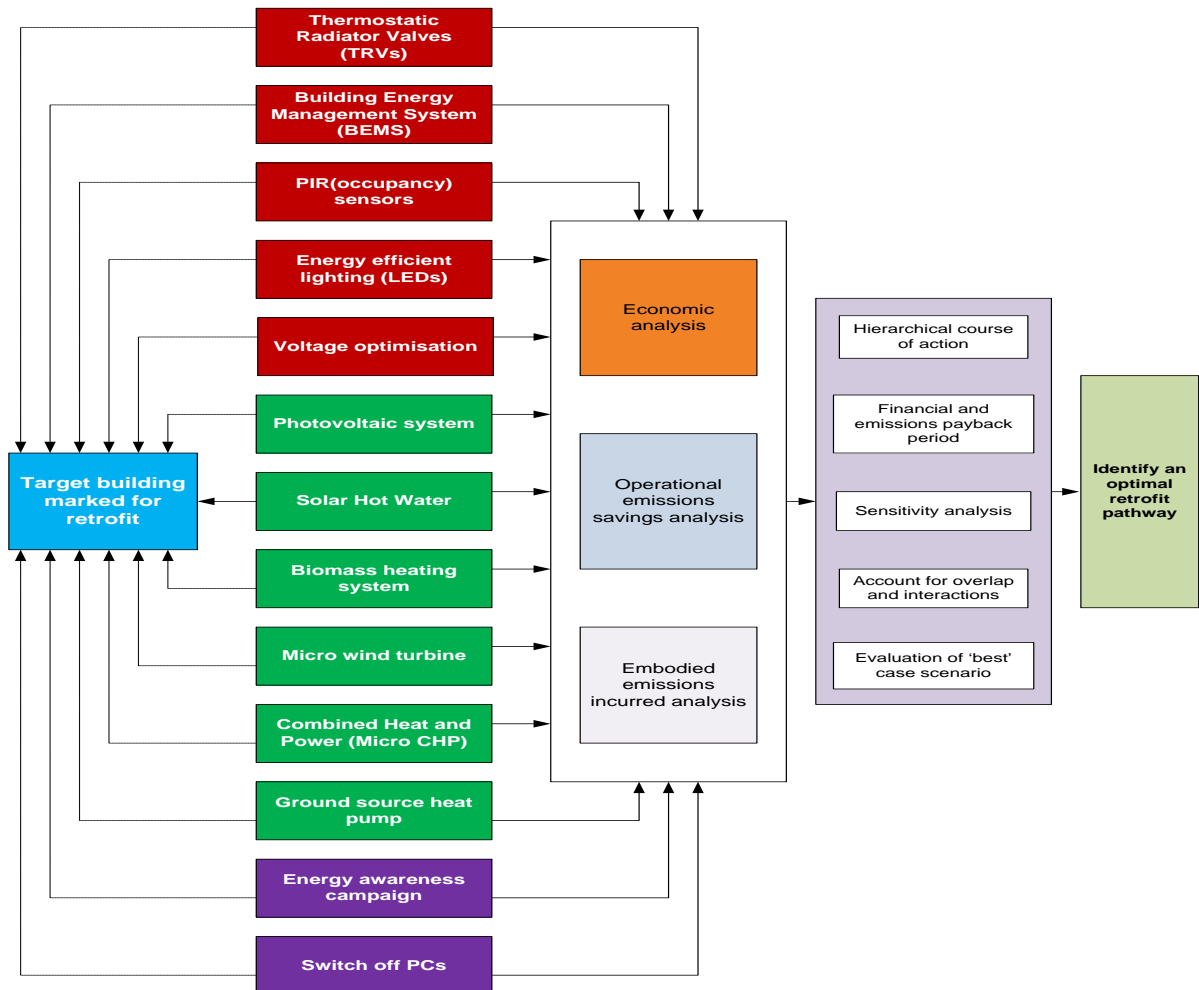 Thermostatic
Radiator Valves
(TRVs)
Building Energy
Management System
(BEMS)
PIR(occupancy)
sensors
Energy efficient
lighting (LEDs)
Voltage optimisation
Photovoltaic system
Solar Hot Water
Biomass heating
system
Micro wind turbine
Combined Heat and
Power (Micro CHP)
Ground source heat
pump
Energy awareness
campaign
Switch off PCs
Target building
marked for
retrofit
Economic
analysis
Operational
emissions
savings analysis
Embodied
emissions
incurred analysis
Hierarchical course
of action
Financial and
emissions payback
period
Sensitivity analysis
Account for overlap
and interactions
Evaluation of ‘best’
case scenario
Identify an
optimal
retrofit
pathway